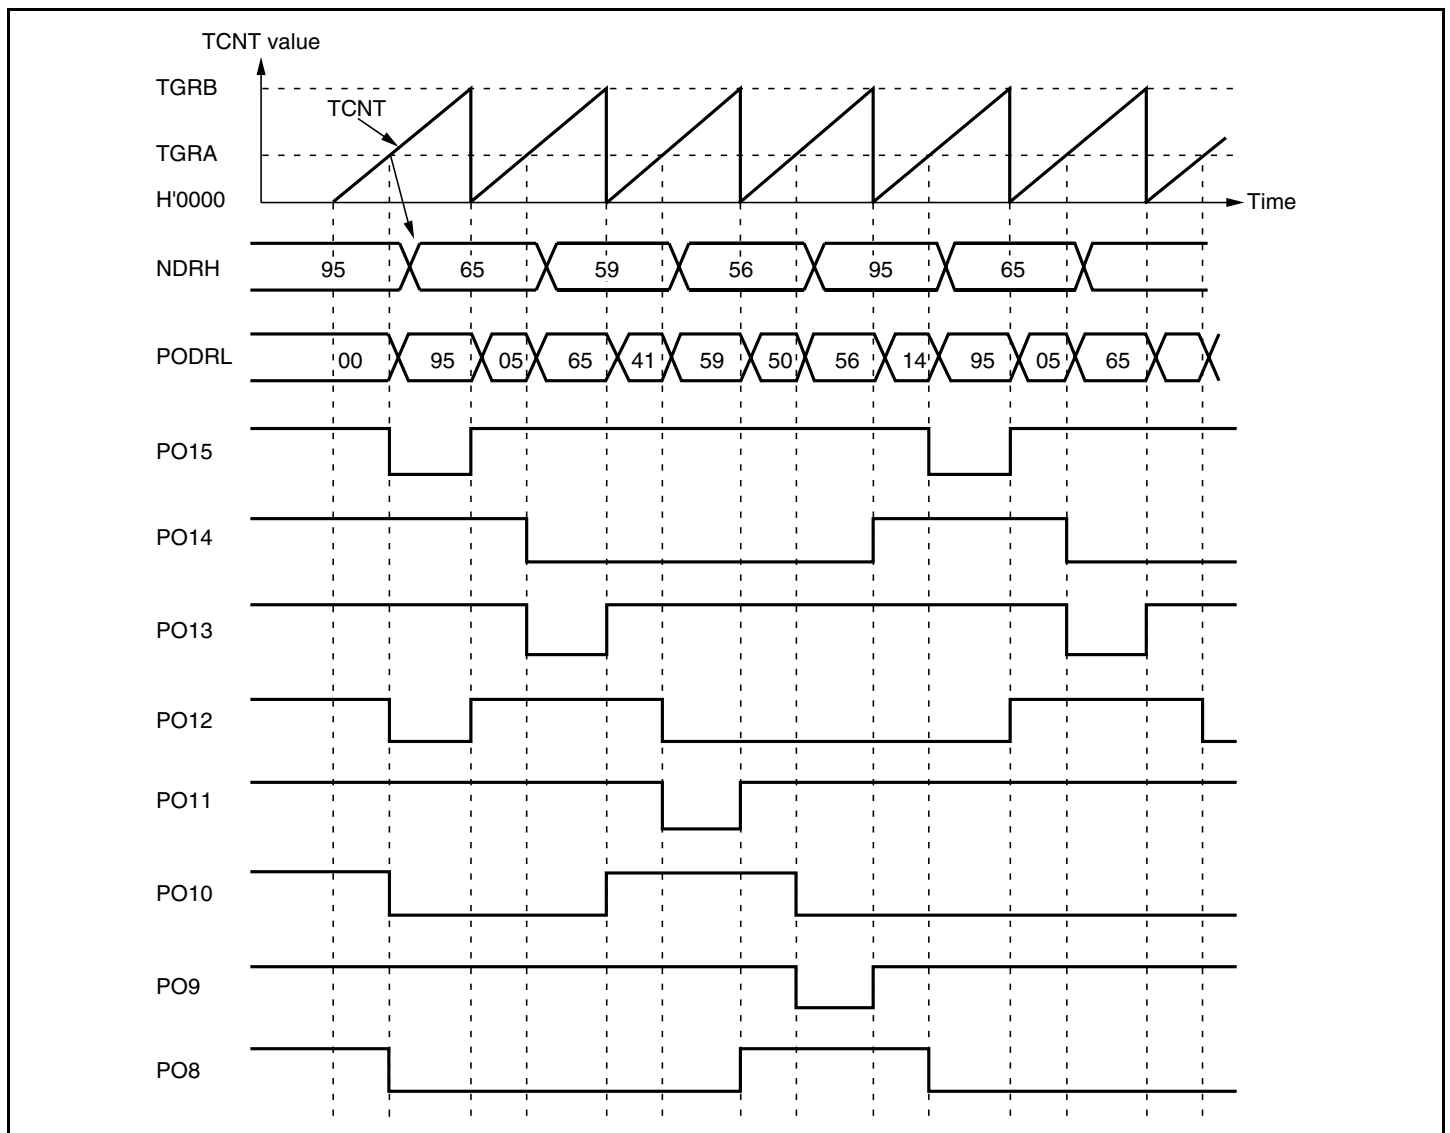 TCNT value
TGRB
TCNT
TGRA
H'0000
Time
NDRH 95 65 59 56 95 65
PODRL 00 95 05 65 41 59 50 56 14 95 05 65
PO15
PO14
PO13
PO12
PO11
PO10
PO9
PO8